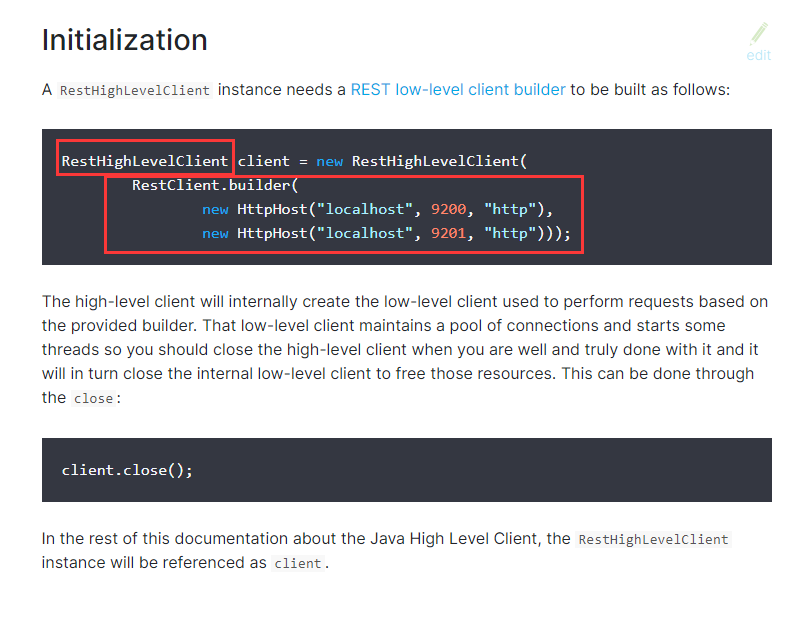 Initialization
edit
A RestHighLevelClient instance needs a REST low-level client builder to be built as follows:
RestHighLevelClient client = new RestHighLevelClient(
RestClient.builder(
new HttpHost("localhost", 9200, "http"),
new HttpHost("localhost", 9201, "http")));
The high-level client will internally create the low-level client used to perform requests based on
the provided builder. That low-level client maintains a pool of connections and starts some
threads so you should close the high-level client when you are well and truly done with it and it
will in turn close the internal low-level client to free those resources. This can be done through
the close:
client.close();
In the rest of this documentation about the Java High Level Client, the RestHighLevelClient
instance will be referenced as client.